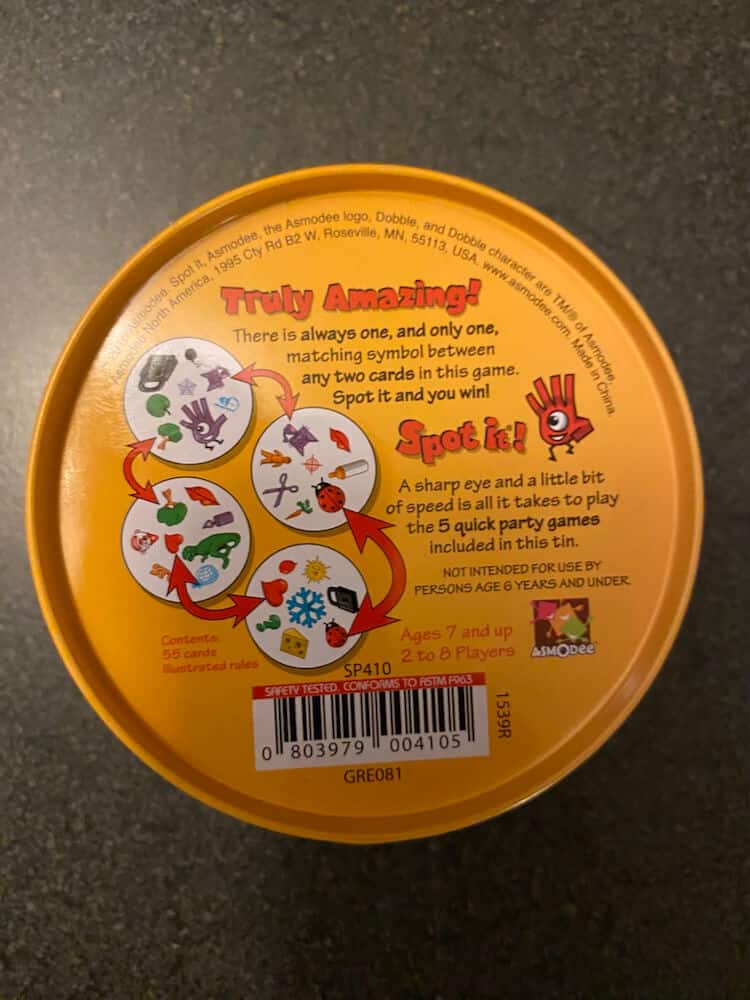 Asmodee, Spot it, Asmodee, the Asmodee logo, Dobble, and Dobble character are TM/® of Asmodee.
Asmodee North America, 1995 Cty Rd B2 W, Roseville, MN, 55113, USA. www.asmodee.com. Made in China.
Truly Amazing!
There is always one, and only one,
matching symbol between
any two cards in this game.
Spot it and you win!
Spot it!
A sharp eye and a little bit
of speed is all it takes to play
the 5 quick party games
included in this tin.
NOT INTENDED FOR USE BY
PERSONS AGE 6 YEARS AND UNDER.
Contents:
55 cards
Illustrated rules
Ages 7 and up
2 to 8 Players
ASMODee
SP410
SAFETY TESTED. CONFORMS TO ASTM F963
0 803979 004105
1539R
GRE081